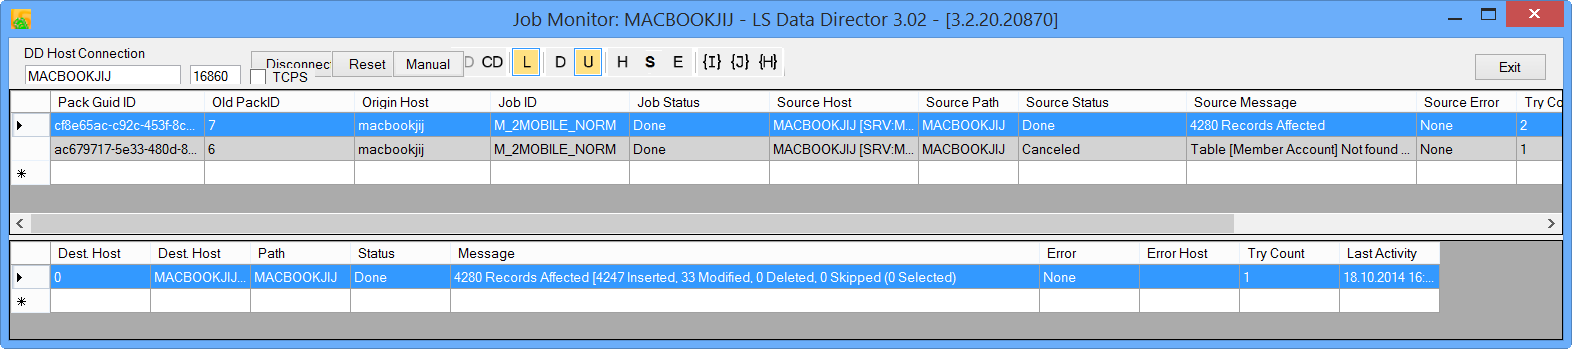 Job Monitor: MACBOOKJIJ - LS Data Director 3.02 - [3.2.20.20870]
DD Host Connection
MACBOOKJIJ 16860 Disconnect TCPS Reset Manual D CD L D U H S E {I} {J} {H} Exit
Pack Guid ID Old PackID Origin Host Job ID Job Status Source Host Source Path Source Status Source Message Source Error Try Co
cf8e65ac-c92c-453f-8c... 7 macbookjij M_2MOBILE_NORM Done MACBOOKJIJ [SRV:M... MACBOOKJIJ Done 4280 Records Affected None 2
ac679717-5e33-480d-8... 6 macbookjij M_2MOBILE_NORM Done MACBOOKJIJ [SRV:M... MACBOOKJIJ Canceled Table [Member Account] Not found ... None 1
Dest. Host Dest. Host Path Status Message Error Error Host Try Count Last Activity
0 MACBOOKJIJ... MACBOOKJIJ Done 4280 Records Affected [4247 Inserted, 33 Modified, 0 Deleted, 0 Skipped (0 Selected) None 1 18.10.2014 16:...